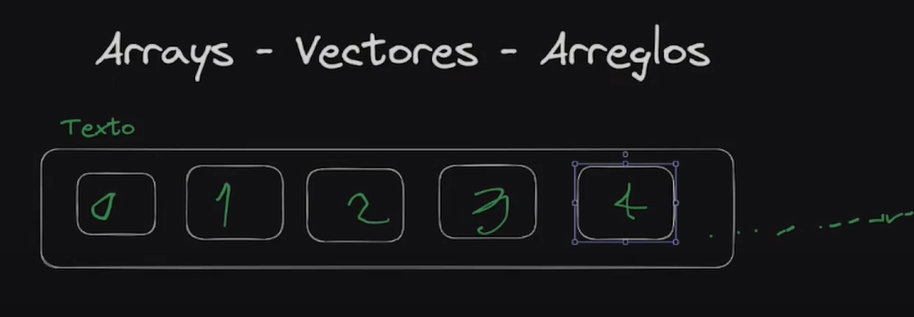 Arrays - Vectores - Arreglos
Texto
0 1 2 3 4